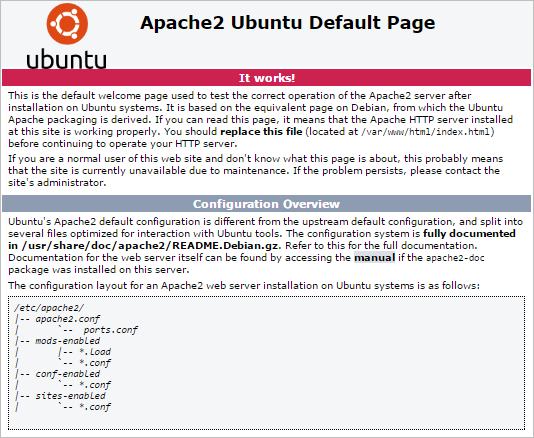 Apache2 Ubuntu Default Page
ubuntu
It works!
This is the default welcome page used to test the correct operation of the Apache2 server after
installation on Ubuntu systems. It is based on the equivalent page on Debian, from which the Ubuntu
Apache packaging is derived. If you can read this page, it means that the Apache HTTP server installed
at this site is working properly. You should replace this file (located at /var/www/html/index.html)
before continuing to operate your HTTP server.
If you are a normal user of this web site and don't know what this page is about, this probably means
that the site is currently unavailable due to maintenance. If the problem persists, please contact the
site's administrator.
Configuration Overview
Ubuntu's Apache2 default configuration is different from the upstream default configuration, and split into
several files optimized for interaction with Ubuntu tools. The configuration system is fully documented
in /usr/share/doc/apache2/README.Debian.gz. Refer to this for the full documentation.
Documentation for the web server itself can be found by accessing the manual if the apache2-doc
package was installed on this server.
The configuration layout for an Apache2 web server installation on Ubuntu systems is as follows:
/etc/apache2/
|-- apache2.conf
|       `--  ports.conf
|-- mods-enabled
|       |-- *.load
|       `-- *.conf
|-- conf-enabled
|       `-- *.conf
|-- sites-enabled
|       `-- *.conf